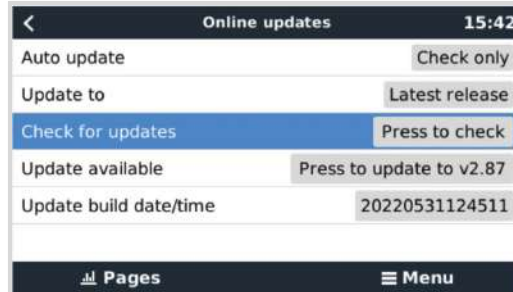 Online updates 15:42
Auto update Check only
Update to Latest release
Check for updates Press to check
Update available Press to update to v2.87
Update build date/time 20220531124511
Pages Menu